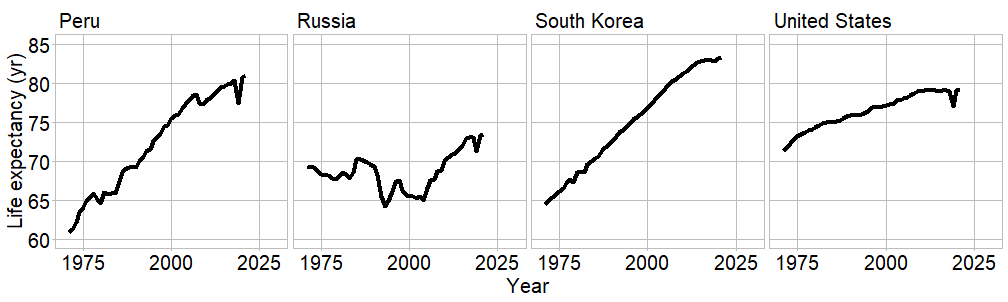 Peru Russia South Korea United States
85
80
75
70
65
60
Life expectancy (yr)
1975 2000 2025 1975 2000 2025 1975 2000 2025 1975 2000 2025
Year